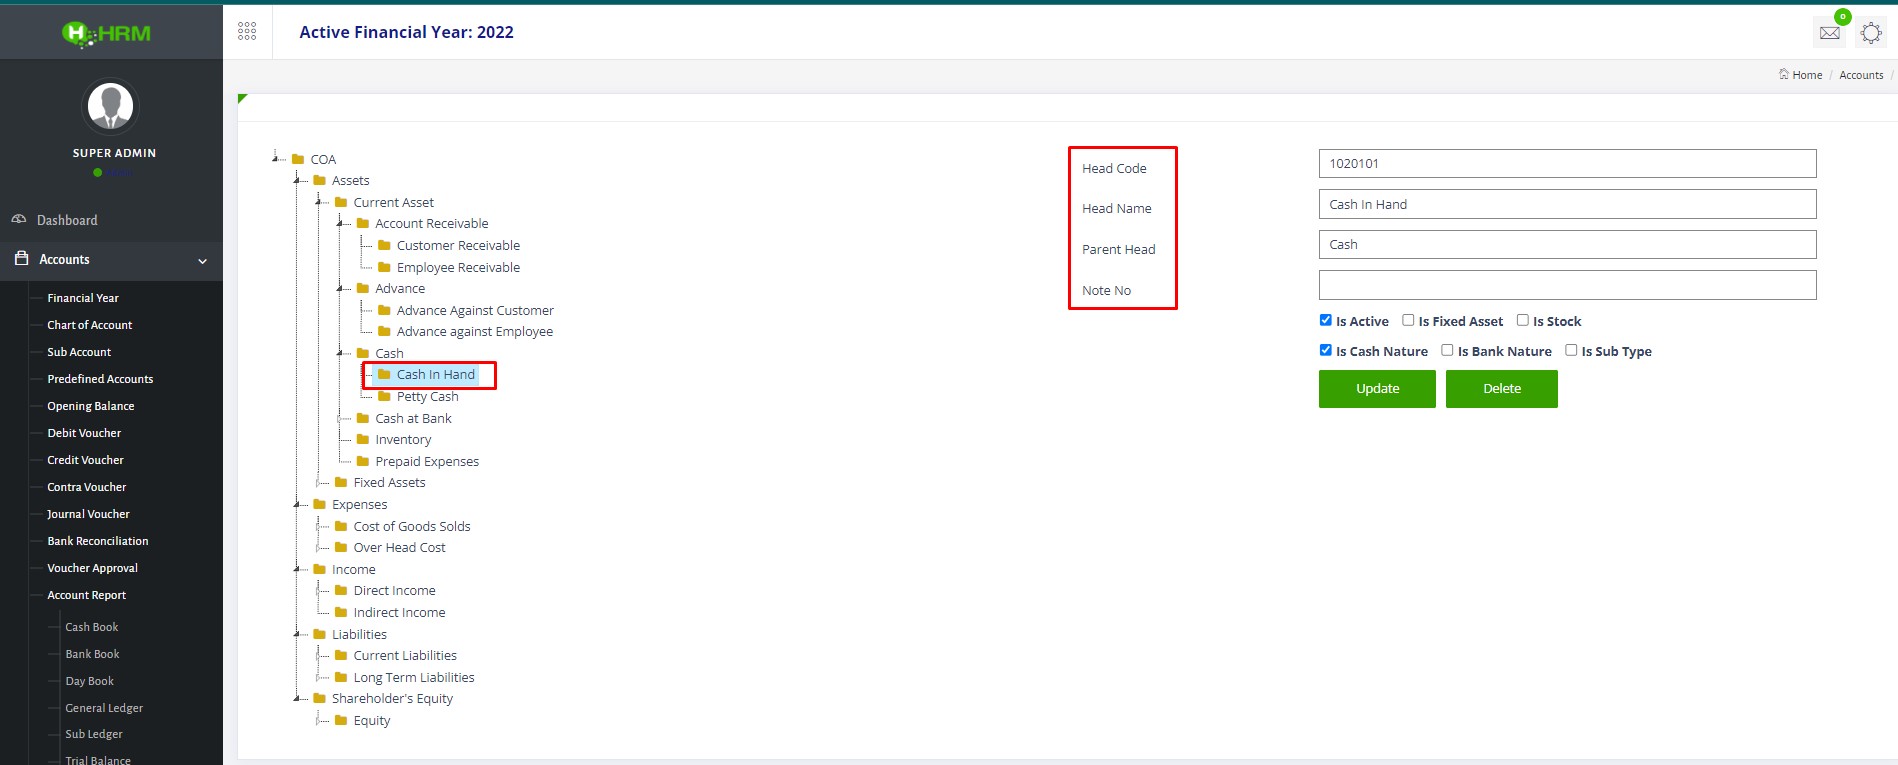 HRM
Active Financial Year: 2022
0
Home / Accounts /
SUPER ADMIN
Dashboard
Accounts
Financial Year
Chart of Account
Sub Account
Predefined Accounts
Opening Balance
Debit Voucher
Credit Voucher
Contra Voucher
Journal Voucher
Bank Reconciliation
Voucher Approval
Account Report
Cash Book
Bank Book
Day Book
General Ledger
Sub Ledger
Trial Balance
COA
Assets
Current Asset
Account Receivable
Customer Receivable
Employee Receivable
Advance
Advance Against Customer
Advance against Employee
Cash
Cash In Hand
Petty Cash
Cash at Bank
Inventory
Prepaid Expenses
Fixed Assets
Expenses
Cost of Goods Solds
Over Head Cost
Income
Direct Income
Indirect Income
Liabilities
Current Liabilities
Long Term Liabilities
Shareholder's Equity
Equity
Head Code 1020101
Head Name Cash In Hand
Parent Head Cash
Note No
Is Active Is Fixed Asset Is Stock
Is Cash Nature Is Bank Nature Is Sub Type
Update Delete